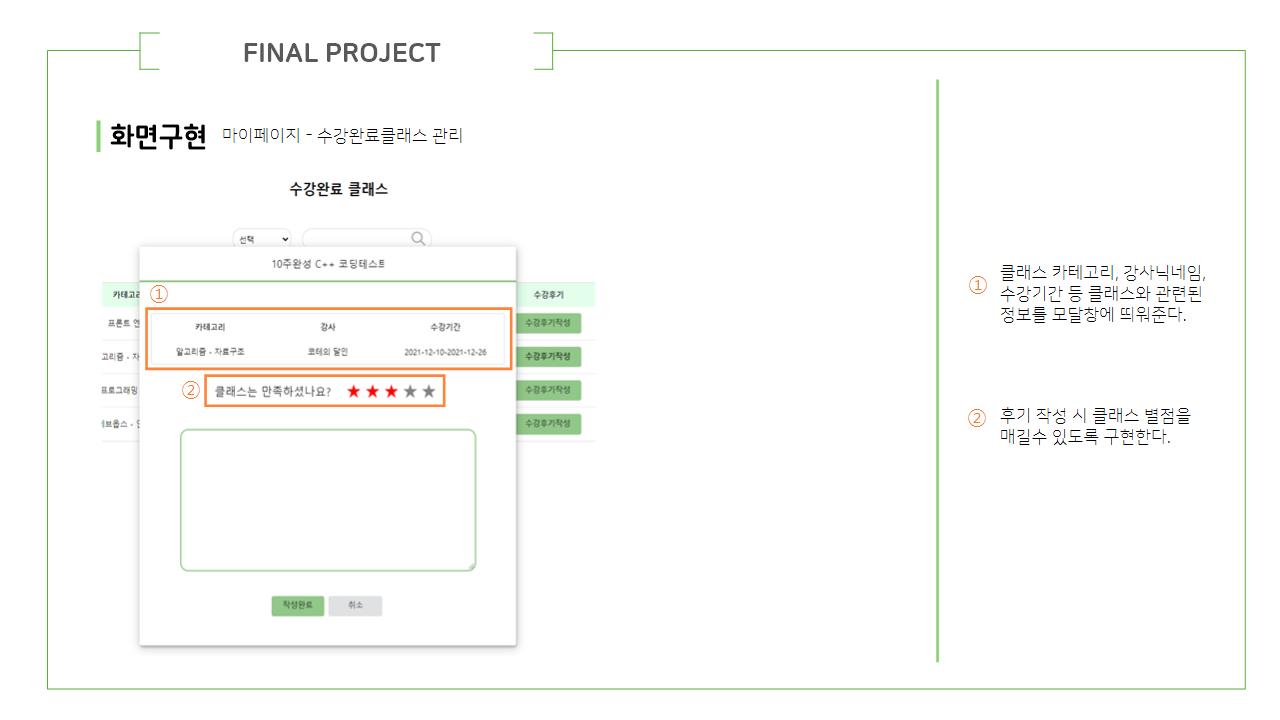 FINAL PROJECT
화면구현 마이페이지 - 수강완료클래스 관리
수강완료 클래스
선택
10주완성 C++ 코딩테스트
카테고리 수강후기
①
프론트 수강후기작성
카테고리 강사 수강기간
알고리즘 - 자료구조 코테의 달인 2021-12-10-2021-12-26
고리즘 - 수강후기작성
② 클래스는 만족하셨나요? ★★★★★
프로그래밍 수강후기작성
수강후기작성
작성완료 취소
① 클래스 카테고리, 강사닉네임,
수강기간 등 클래스와 관련된
정보를 모달창에 띄워준다.
② 후기 작성 시 클래스 별점을
매길수 있도록 구현한다.